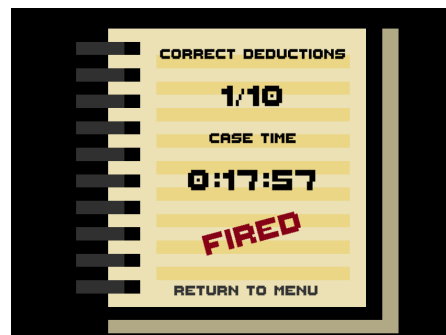 CORRECT DEDUCTIONS
1/10
CASE TIME
0:17:57
FIRED
RETURN TO MENU